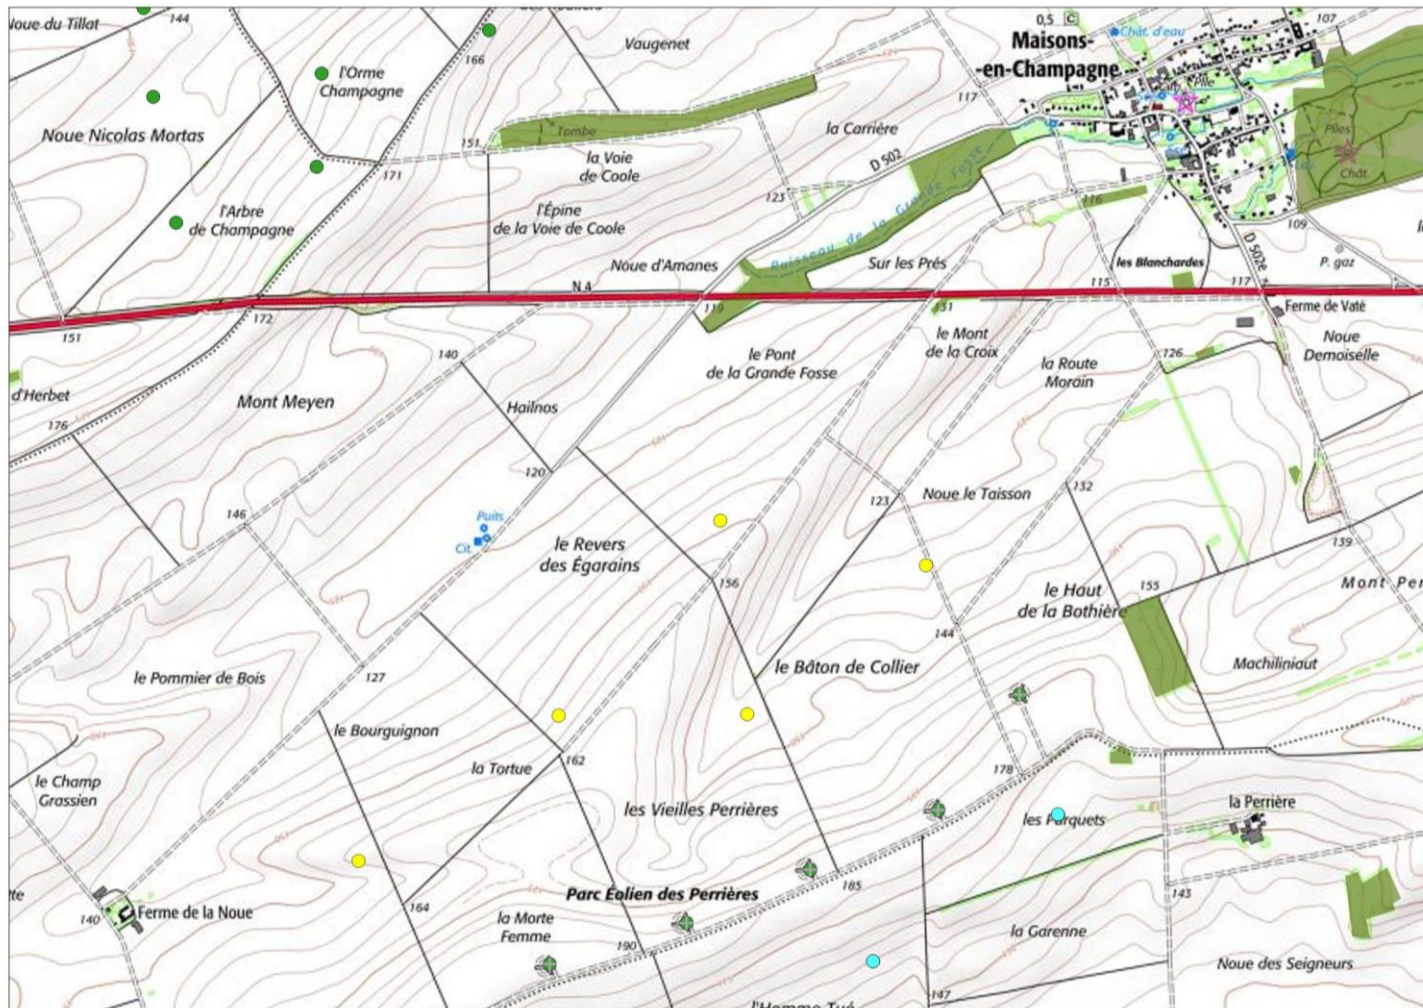 Noue du Tillat
144
166
Vaugenet
0,5
C
Chât. d'eau
107
Maisons-
-en-Champagne
l'Orme
Champagne
117
Noue Nicolas Mortas
151
Tombe
la Carrière
Piles
la Voie
de Coole
D 502
Chât.
171
l'Arbre
de Champagne
l'Épine
de la Voie de Coole
123
116
Ruisseau de la Grande Fosse
109
D 502e
Noue d'Amanes
Sur les Prés
les Blanchardes
P. gaz
N 4
115
117
172
119
131
Ferme de Vaté
151
140
le Pont
de la Grande Fosse
le Mont
de la Croix
la Route
Morain
126
Noue
Demoiselle
d'Herbet
Mont Meyen
Hailnos
176
120
123
Noue le Taisson
132
146
Puits
Cit.
le Revers
des Égarains
139
156
le Haut
de la Bothière
155
Mont Per
144
le Pommier de Bois
127
le Bâton de Collier
Machiliniaut
le Bourguignon
la Tortue
162
178
le Champ
Grassien
les Vieilles Perrières
les Parquets
la Perrière
Parc Éolien des Perrières
185
143
140
Ferme de la Noue
164
la Morte
Femme
190
la Garenne
Noue des Seigneurs
147
l'Homme Tué